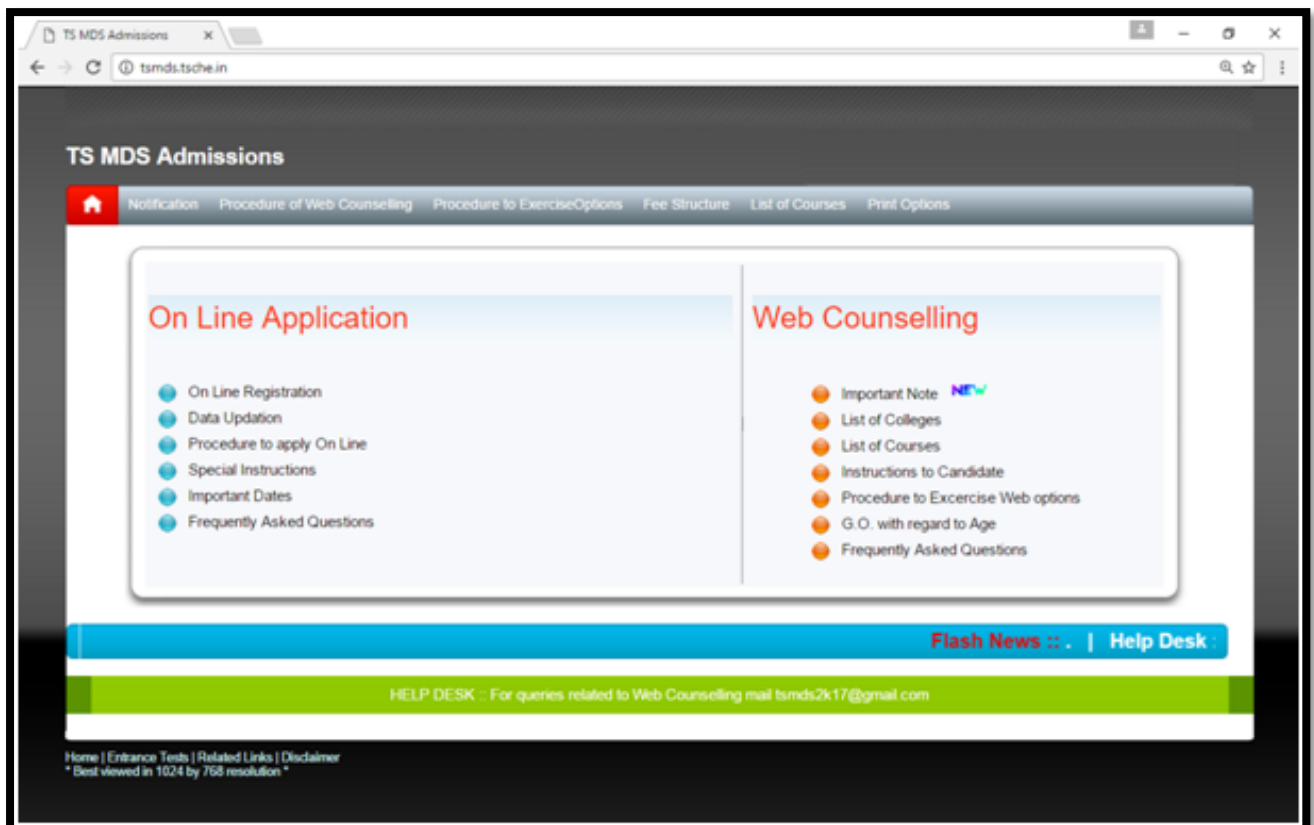 TS MDS Admissions
tsmds.tsche.in
TS MDS Admissions
Notification Procedure of Web Counseling Procedure to ExerciseOptions Fee Structure List of Courses Print Options
On Line Application
On Line Registration
Data Updation
Procedure to apply On Line
Special Instructions
Important Dates
Frequently Asked Questions
Web Counselling
Important Note NEW
List of Colleges
List of Courses
Instructions to Candidate
Procedure to Excercise Web options
G.O. with regard to Age
Frequently Asked Questions
Flash News :: . | Help Desk :
HELP DESK :: For queries related to Web Counselling mail tsmds2k17@gmail.com
Home | Entrance Tests | Related Links | Disclaimer
* Best viewed in 1024 by 768 resolution *